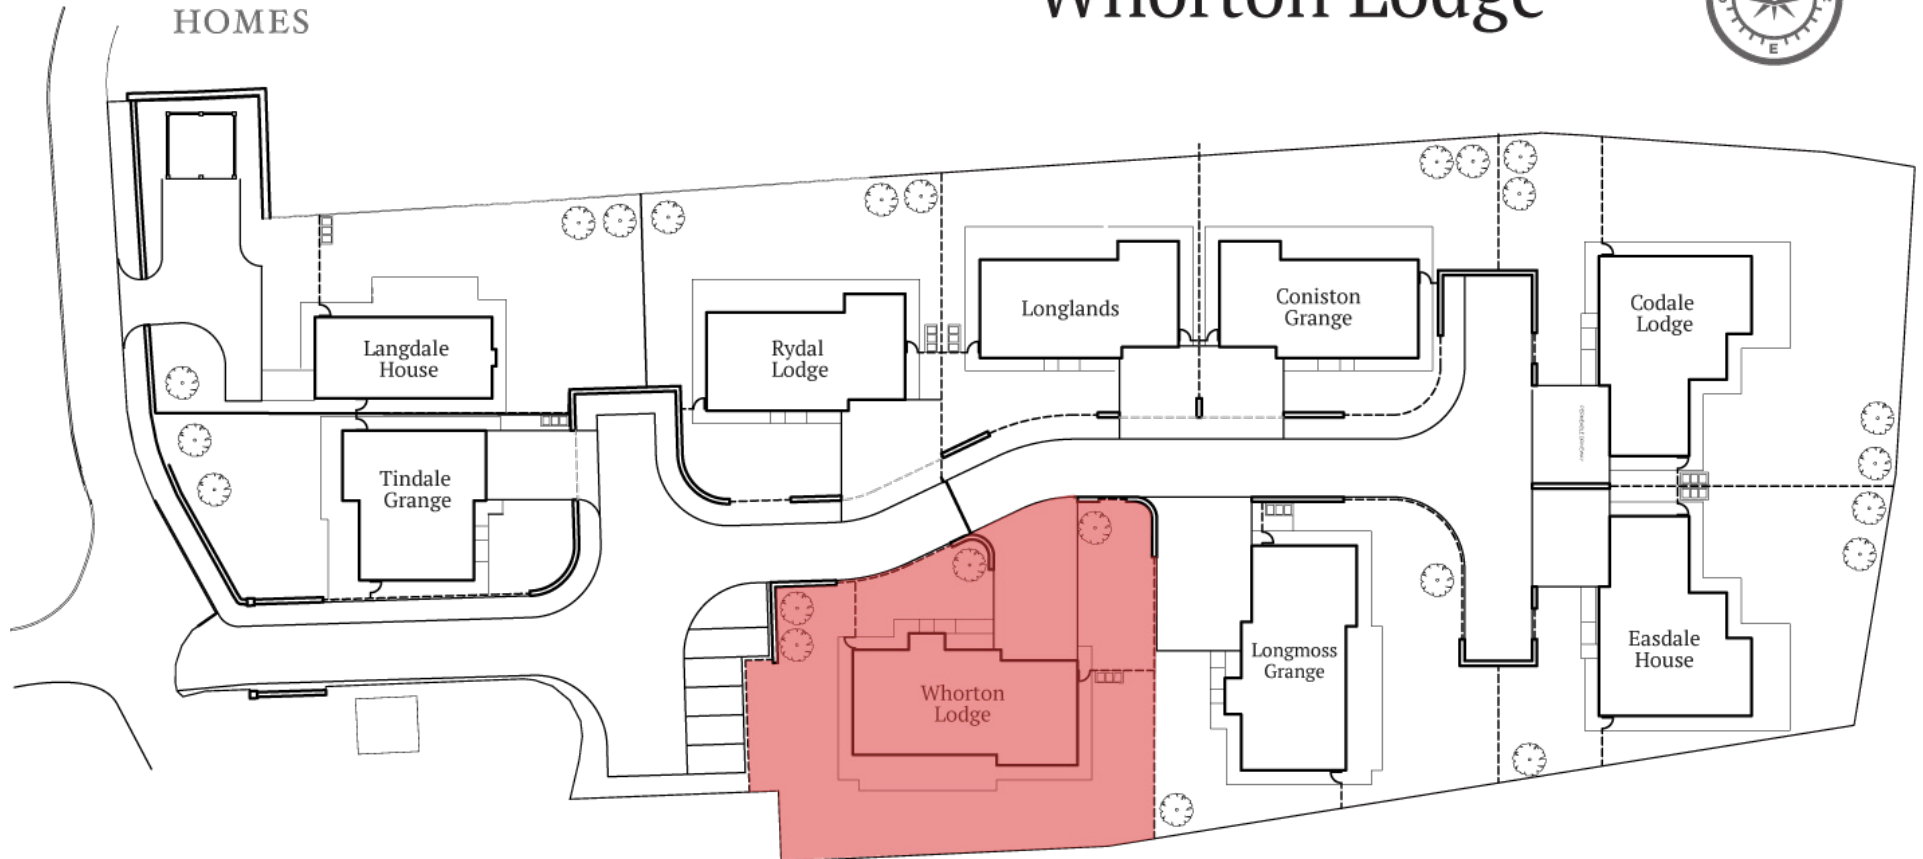 HOMES
Whorton Lodge
E
Langdale
House
Tindale
Grange
Rydal
Lodge
Longlands
Coniston
Grange
Codale
Lodge
Whorton
Lodge
Longmoss
Grange
Easdale
House